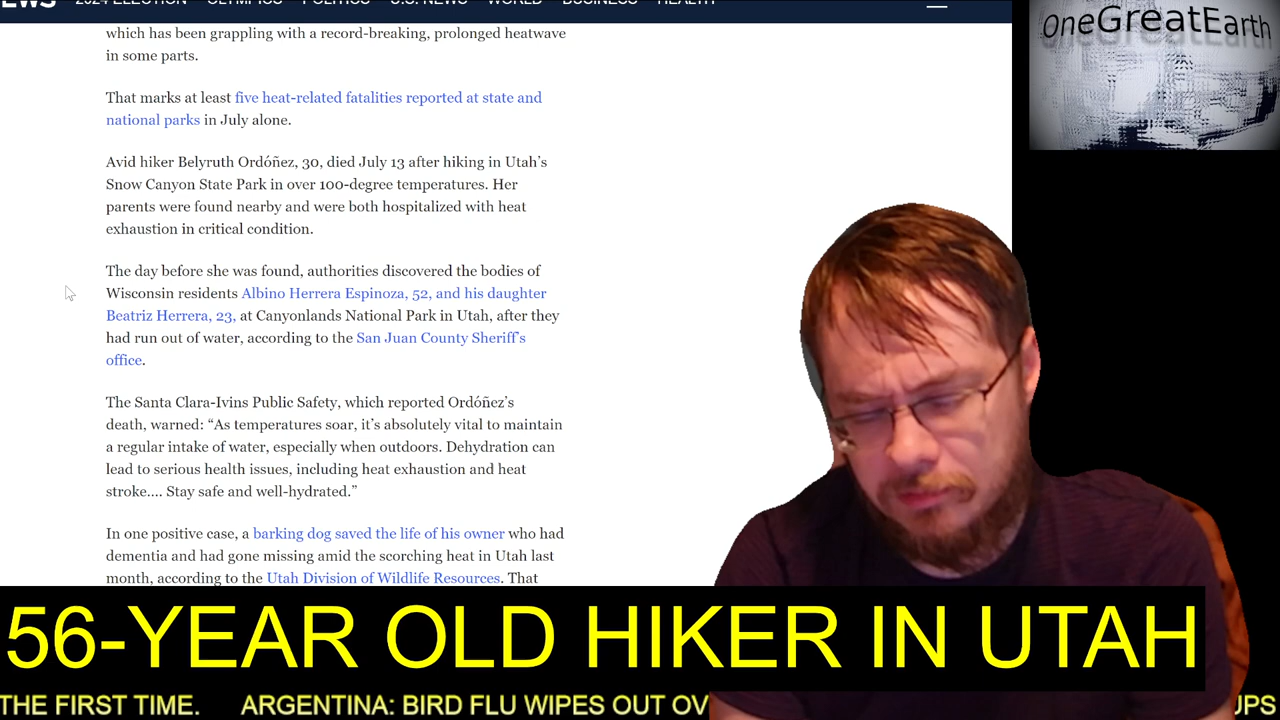 EWS 2024 ELECTION OLYMPICS POLITICS U.S. NEWS WORLD BUSINESS HEALTH
OneGreatEarth
which has been grappling with a record-breaking, prolonged heatwave
in some parts.
That marks at least five heat-related fatalities reported at state and
national parks in July alone.
Avid hiker Belyruth Ordóñez, 30, died July 13 after hiking in Utah’s
Snow Canyon State Park in over 100-degree temperatures. Her
parents were found nearby and were both hospitalized with heat
exhaustion in critical condition.
The day before she was found, authorities discovered the bodies of
Wisconsin residents Albino Herrera Espinoza, 52, and his daughter
Beatriz Herrera, 23, at Canyonlands National Park in Utah, after they
had run out of water, according to the San Juan County Sheriff’s
office.
The Santa Clara-Ivins Public Safety, which reported Ordóñez’s
death, warned: “As temperatures soar, it’s absolutely vital to maintain
a regular intake of water, especially when outdoors. Dehydration can
lead to serious health issues, including heat exhaustion and heat
stroke.... Stay safe and well-hydrated.”
In one positive case, a barking dog saved the life of his owner who had
dementia and had gone missing amid the scorching heat in Utah last
month, according to the Utah Division of Wildlife Resources. That
56-YEAR OLD HIKER IN UTAH
THE FIRST TIME. ARGENTINA: BIRD FLU WIPES OUT OV UPS